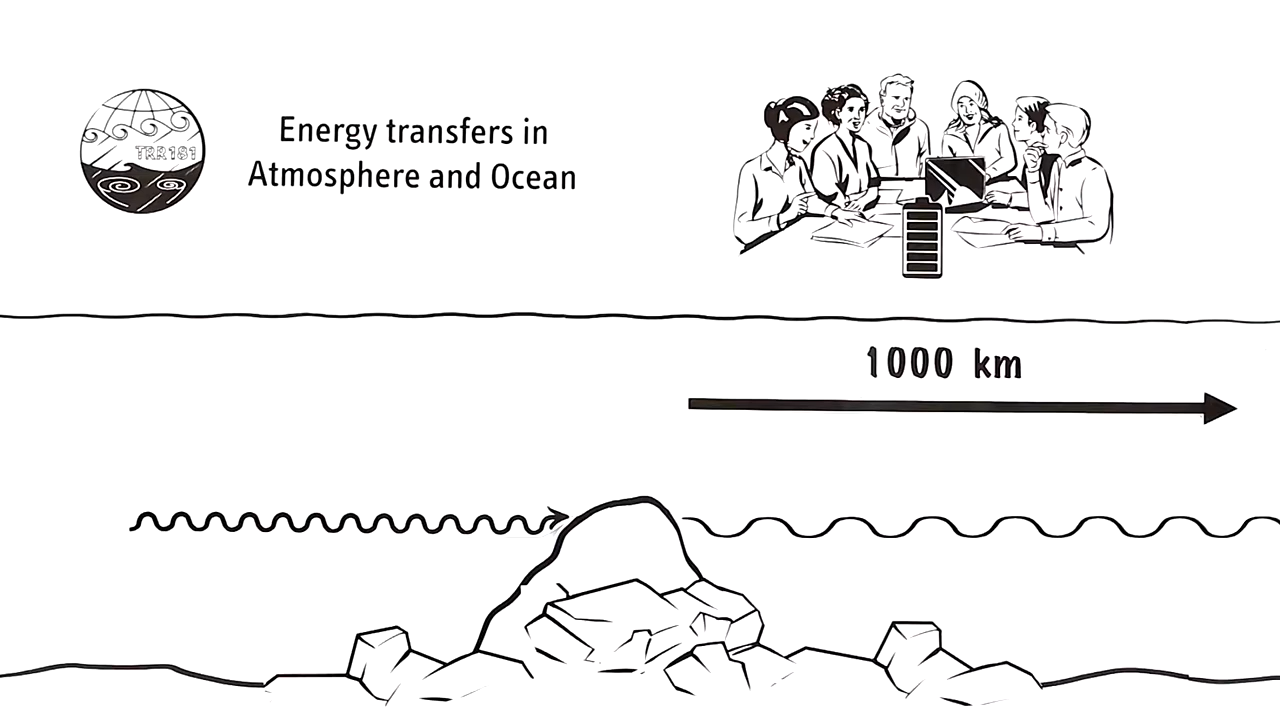 TRR181
Energy transfers in
Atmosphere and Ocean
1000 km